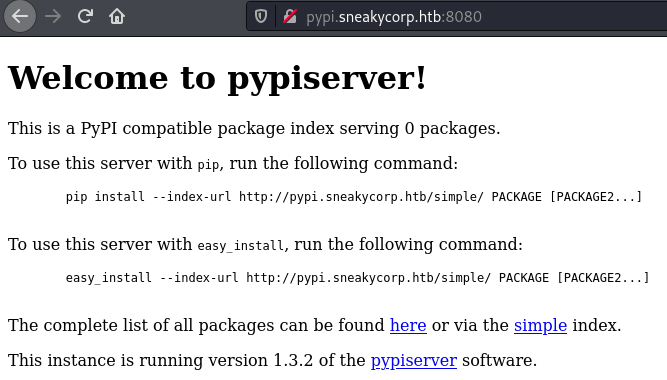 pypi.sneakycorp.htb:8080
Welcome to pypiserver!
This is a PyPI compatible package index serving 0 packages.
To use this server with pip, run the following command:
pip install --index-url http://pypi.sneakycorp.htb/simple/ PACKAGE [PACKAGE2...]
To use this server with easy_install, run the following command:
easy_install --index-url http://pypi.sneakycorp.htb/simple/ PACKAGE [PACKAGE2...]
The complete list of all packages can be found here or via the simple index.
This instance is running version 1.3.2 of the pypiserver software.